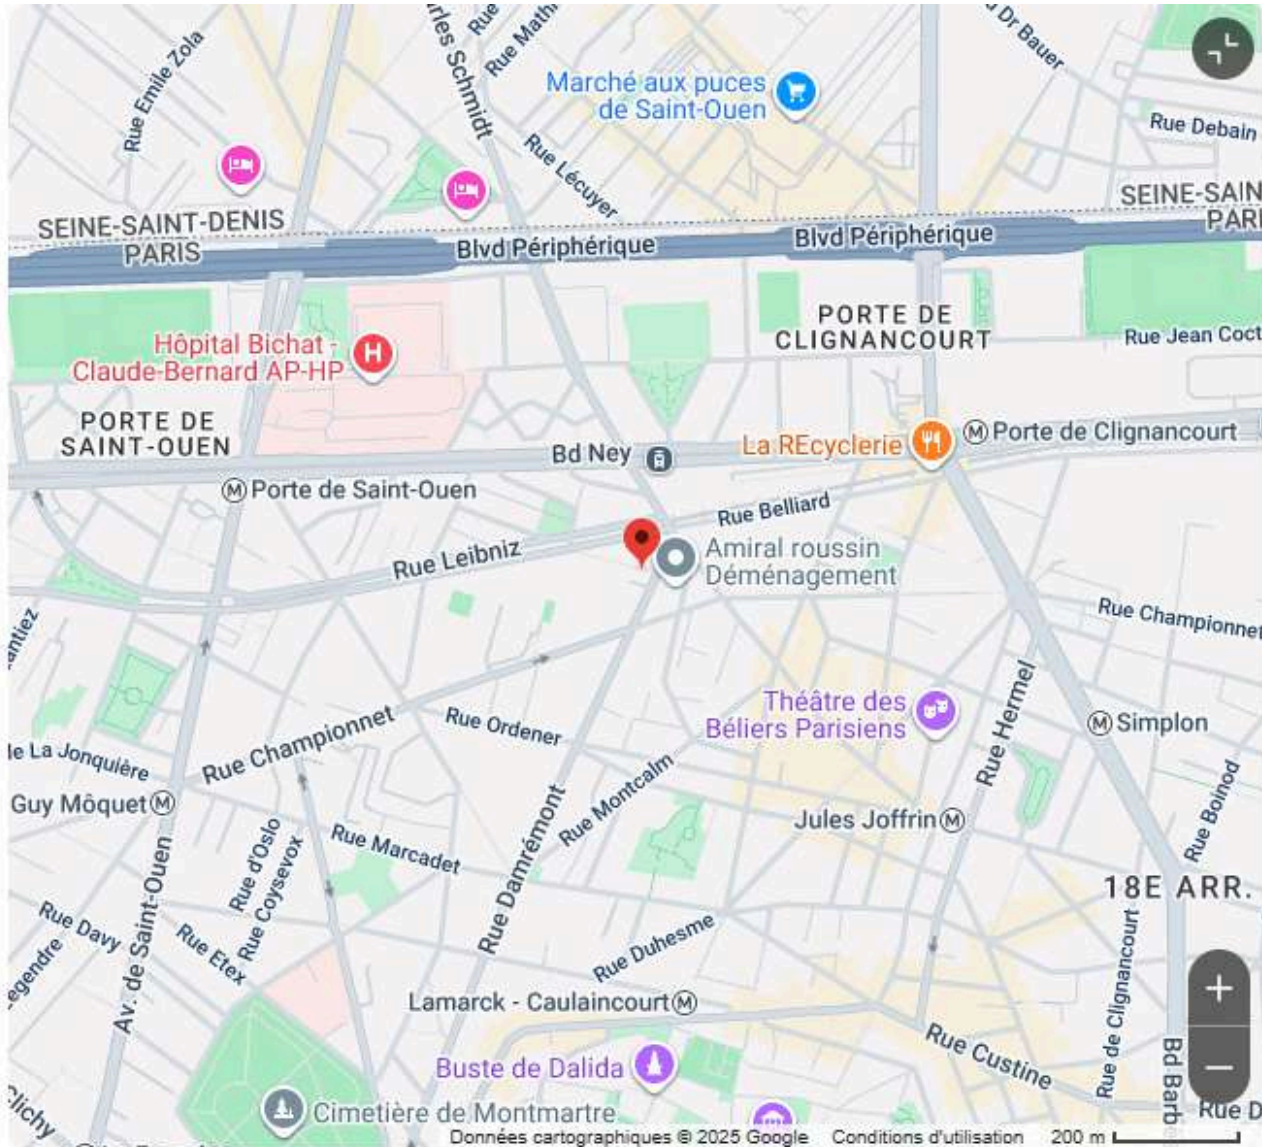 Rue Emile Zola
arles Schmidt
Rue
Rue Math
Dr Bauer
Marché aux puces
de Saint-Ouen
Rue Debain
Rue Lécuyer
SEINE-SAINT-DENIS
PARIS
SEINE-SAIN
PARI
Blvd Périphérique
Blvd Périphérique
PORTE DE
CLIGNANCOURT
Rue Jean Coct
Hôpital Bichat -
Claude-Bernard AP-HP
H
PORTE DE
SAINT-OUEN
Bd Ney
La REcyclerie
M Porte de Clignancourt
M Porte de Saint-Ouen
Rue Belliard
Rue Leibniz
Amiral roussin
Déménagement
Rue Championnet
antiez
Rue Hermel
Théâtre des
Béliers Parisiens
M Simplon
Rue Ordener
Rue Championnet
de La Jonquière
Guy Môquet M
Rue Montcalm
Rue Damrémont
Jules Joffrin M
Rue Boinod
Rue d'Oslo
Rue Coysevox
Rue Marcadet
18E ARR.
Av. de Saint-Ouen
Rue Davy
Rue Etex
Legendre
Rue Duhesme
Rue de Clignancourt
Lamarck - Caulaincourt M
Rue Custine
Bd Barb
Buste de Dalida
Cimetière de Montmartre
Clichy
Rue D
Données cartographiques © 2025 Google Conditions d'utilisation 200 m